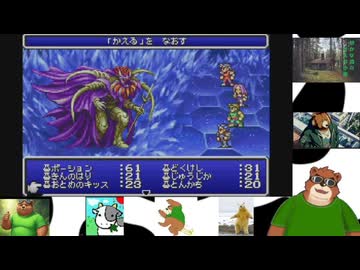 「かえる」を なおす
ポーション :61 どくけし :31
きんのはり :21 じゅうじか :21
おとめのキッス :23 とんかち :20